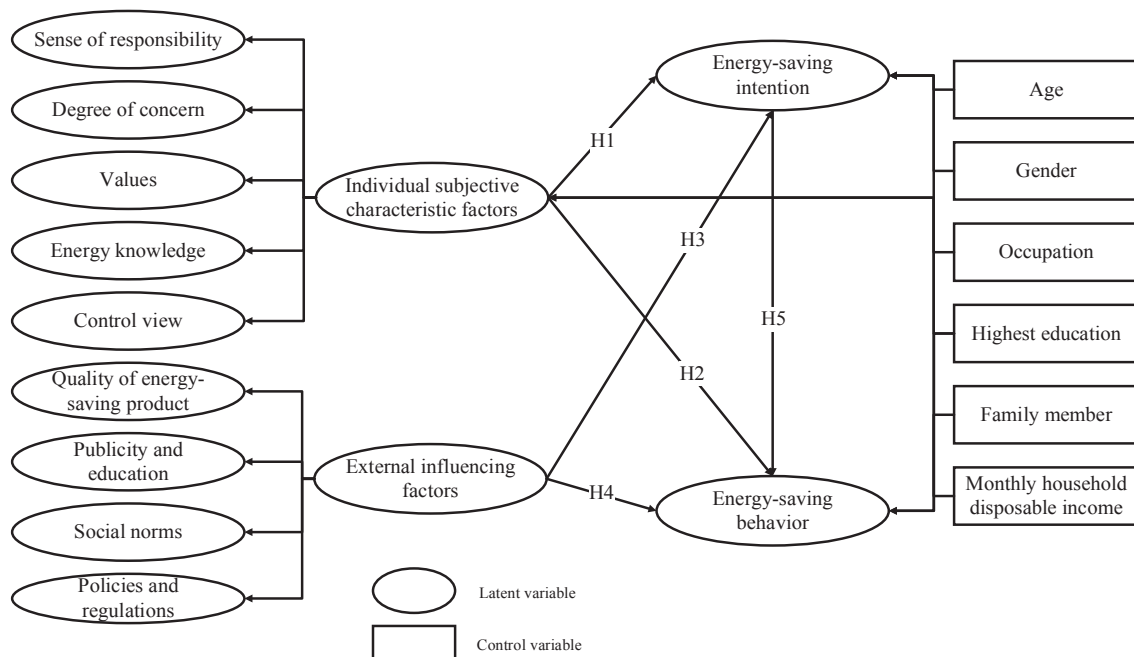 Sense of responsibility
Degree of concern
Values
Energy knowledge
Control view
Quality of energy-
saving product
Publicity and
education
Social norms
Policies and
regulations
Individual subjective
characteristic factors
External influencing
factors
H1
H3
H5
H2
H4
Energy-saving
intention
Energy-saving
behavior
Age
Gender
Occupation
Highest education
Family member
Monthly household
disposable income
Latent variable
Control variable